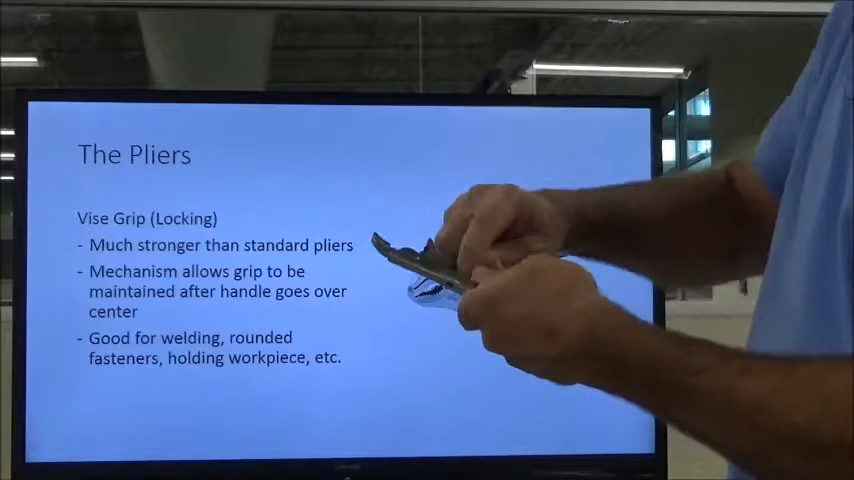 The Pliers
Vise Grip (Locking)
- Much stronger than standard pliers
- Mechanism allows grip to be
maintained after handle goes over
center
- Good for welding, rounded
fasteners, holding workpiece, etc.